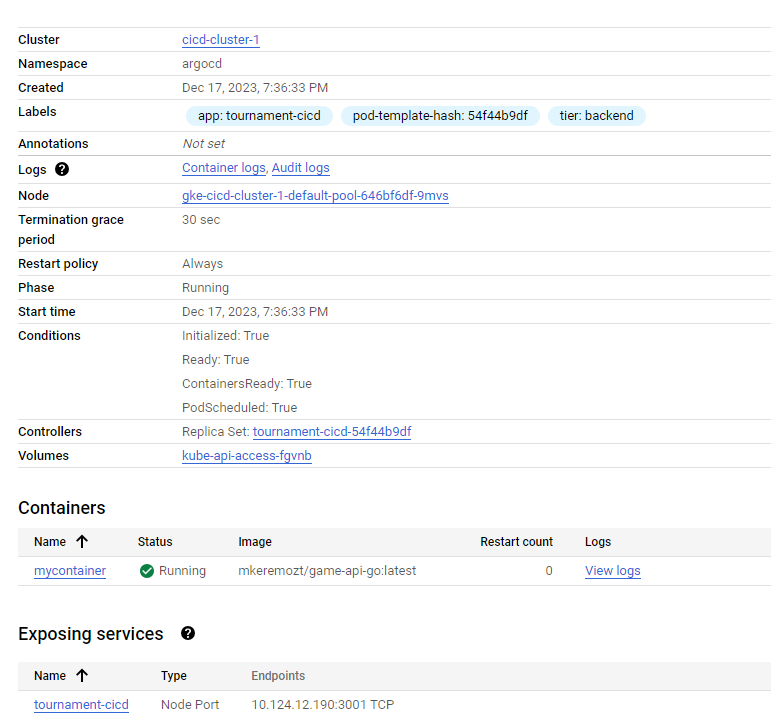 Cluster cicd-cluster-1
Namespace argocd
Created Dec 17, 2023, 7:36:33 PM
Labels app: tournament-cicd pod-template-hash: 54f44b9df tier: backend
Annotations Not set
Logs ? Container logs, Audit logs
Node gke-cicd-cluster-1-default-pool-646bf6df-9mvs
Termination grace
period 30 sec
Restart policy Always
Phase Running
Start time Dec 17, 2023, 7:36:33 PM
Conditions Initialized: True
Ready: True
ContainersReady: True
PodScheduled: True
Controllers Replica Set: tournament-cicd-54f44b9df
Volumes kube-api-access-fgvnb
Containers
Name Status Image Restart count Logs
mycontainer Running mkeremozt/game-api-go:latest 0 View logs
Exposing services ?
Name Type Endpoints
tournament-cicd Node Port 10.124.12.190:3001 TCP